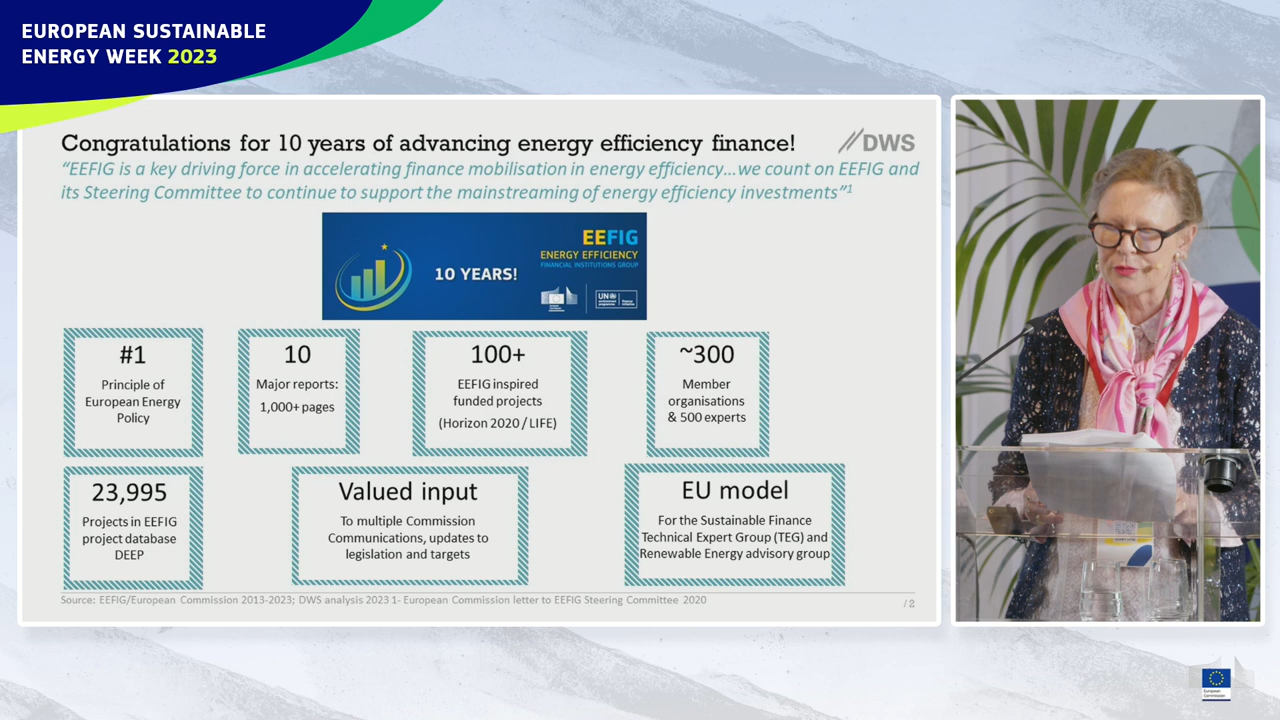 EUROPEAN SUSTAINABLE
ENERGY WEEK 2023
Congratulations for 10 years of advancing energy efficiency finance!
DWS
“EEFIG is a key driving force in accelerating finance mobilisation in energy efficiency...we count on EEFIG and
its Steering Committee to continue to support the mainstreaming of energy efficiency investments”1
10 YEARS!
EEFIG
ENERGY EFFICIENCY
FINANCIAL INSTITUTIONS GROUP
UN
#1
Principle of
European Energy
Policy
10
Major reports:
1,000+ pages
100+
EEFIG inspired
funded projects
(Horizon 2020 / LIFE)
~300
Member
organisations
& 500 experts
23,995
Projects in EEFIG
project database
DEEP
Valued input
To multiple Commission
Communications, updates to
legislation and targets
EU model
For the Sustainable Finance
Technical Expert Group (TEG) and
Renewable Energy advisory group
Source: EEFIG/European Commission 2013-2023; DWS analysis 2023 1- European Commission letter to EEFIG Steering Committee 2020
/ 2
European
Commission